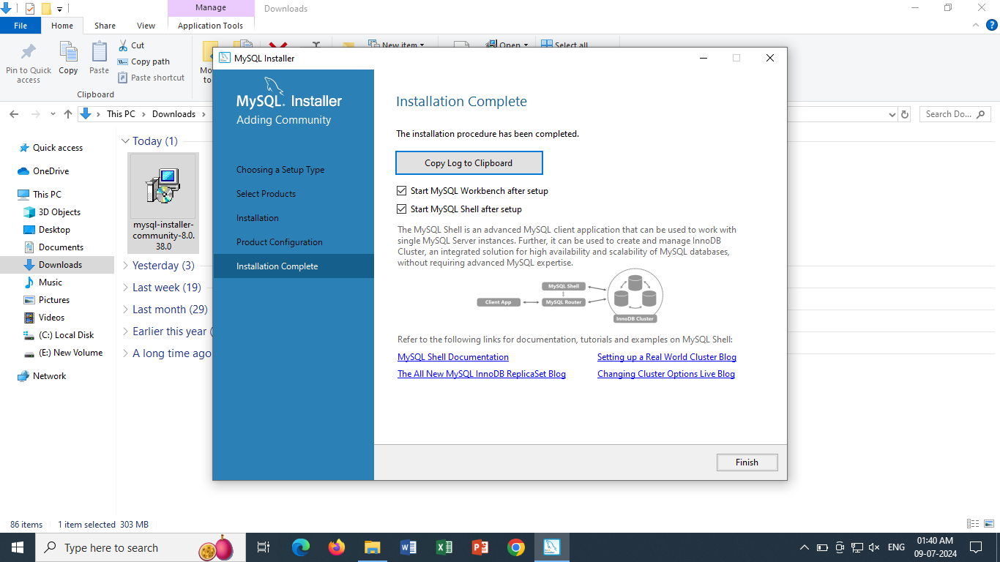 Manage
Downloads
File
Home
Share
View
Application Tools
Pin to Quick
access
Copy
Paste
Cut
Copy path
Paste shortcut
Clipboard
New item
Open
Select all
This PC
Downloads
Search Do...
Quick access
OneDrive
This PC
3D Objects
Desktop
Documents
Downloads
Music
Pictures
Videos
(C:) Local Disk
(E:) New Volume
Network
Today (1)
mysql-installer-
community-8.0.
38.0
Yesterday (3)
Last week (19)
Last month (29)
Earlier this year
A long time ago
MySQL Installer
MySQL. Installer
Adding Community
Choosing a Setup Type
Select Products
Installation
Product Configuration
Installation Complete
Installation Complete
The installation procedure has been completed.
Copy Log to Clipboard
Start MySQL Workbench after setup
Start MySQL Shell after setup
The MySQL Shell is an advanced MySQL client application that can be used to work with
single MySQL Server instances. Further, it can be used to create and manage InnoDB
Cluster, an integrated solution for high availability and scalability of MySQL databases,
without requiring advanced MySQL expertise.
MySQL Shell
Client App
MySQL Router
InnoDB Cluster
Refer to the following links for documentation, tutorials and examples on MySQL Shell:
MySQL Shell Documentation
Setting up a Real World Cluster Blog
The All New MySQL InnoDB ReplicaSet Blog
Changing Cluster Options Live Blog
Finish
86 items
1 item selected 303 MB
Type here to search
ENG
01:40 AM
09-07-2024